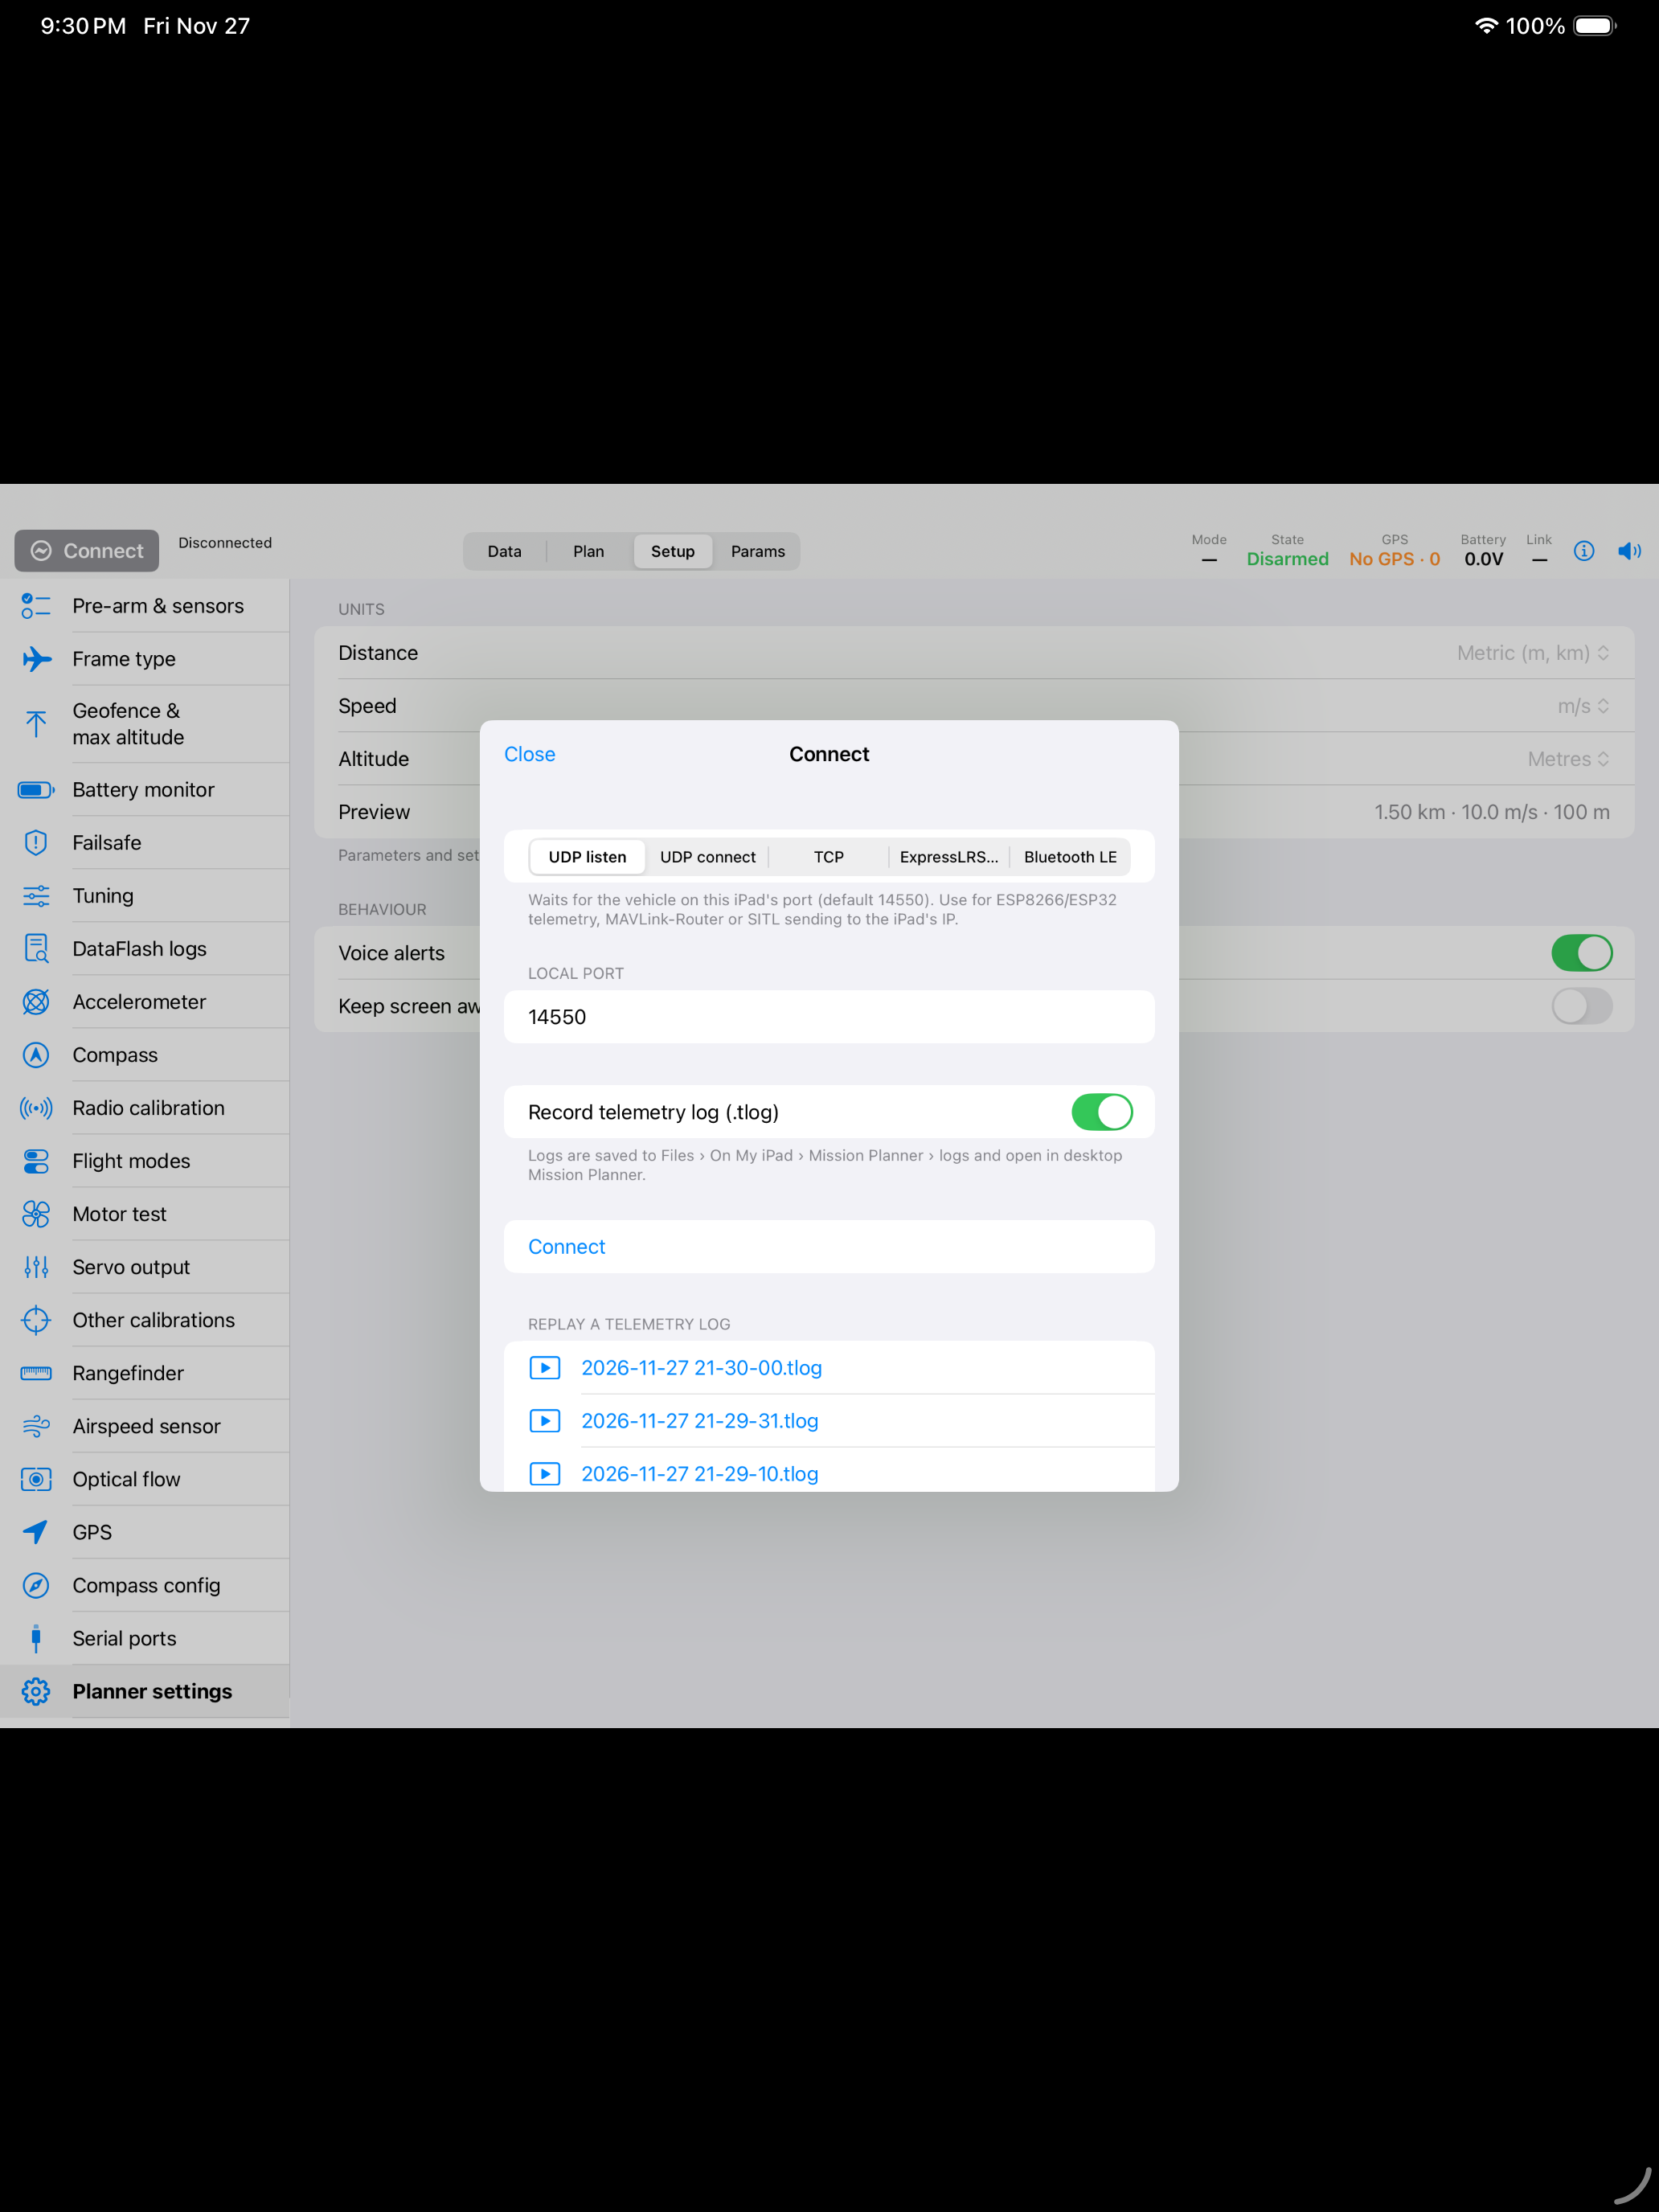 9:30 PM Fri Nov 27
100%
Connect
Disconnected
Data
Plan
Setup
Params
Mode
—
State
Disarmed
GPS
No GPS · 0
Battery
0.0V
Link
—
Pre-arm & sensors
Frame type
Geofence &
max altitude
Battery monitor
Failsafe
Tuning
DataFlash logs
Accelerometer
Compass
Radio calibration
Flight modes
Motor test
Servo output
Other calibrations
Rangefinder
Airspeed sensor
Optical flow
GPS
Compass config
Serial ports
Planner settings
UNITS
Distance
Metric (m, km)
Speed
m/s
Altitude
Metres
Preview
1.50 km · 10.0 m/s · 100 m
Parameters and set
BEHAVIOUR
Voice alerts
Keep screen aw
Close
Connect
UDP listen
UDP connect
TCP
ExpressLRS...
Bluetooth LE
Waits for the vehicle on this iPad's port (default 14550). Use for ESP8266/ESP32
telemetry, MAVLink-Router or SITL sending to the iPad's IP.
LOCAL PORT
14550
Record telemetry log (.tlog)
Logs are saved to Files › On My iPad › Mission Planner › logs and open in desktop
Mission Planner.
Connect
REPLAY A TELEMETRY LOG
2026-11-27 21-30-00.tlog
2026-11-27 21-29-31.tlog
2026-11-27 21-29-10.tlog